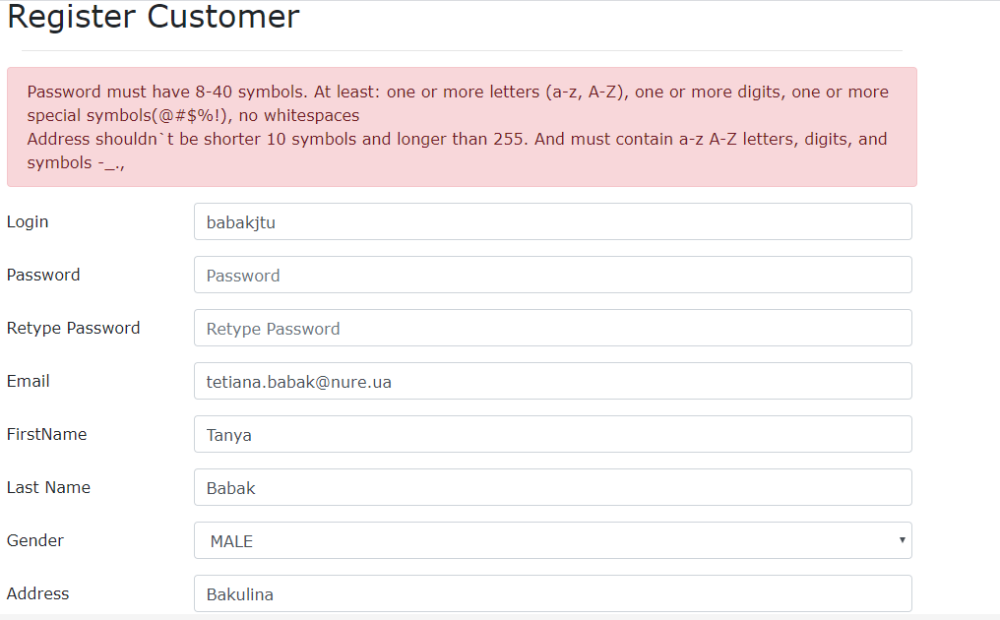 Register Customer
Password must have 8-40 symbols. At least: one or more letters (a-z, A-Z), one or more digits, one or more
special symbols(@#$%!), no whitespaces
Address shouldn`t be shorter 10 symbols and longer than 255. And must contain a-z A-Z letters, digits, and
symbols -_.,
Login babakjtu
Password Password
Retype Password Retype Password
Email tetiana.babak@nure.ua
FirstName Tanya
Last Name Babak
Gender MALE
Address Bakulina